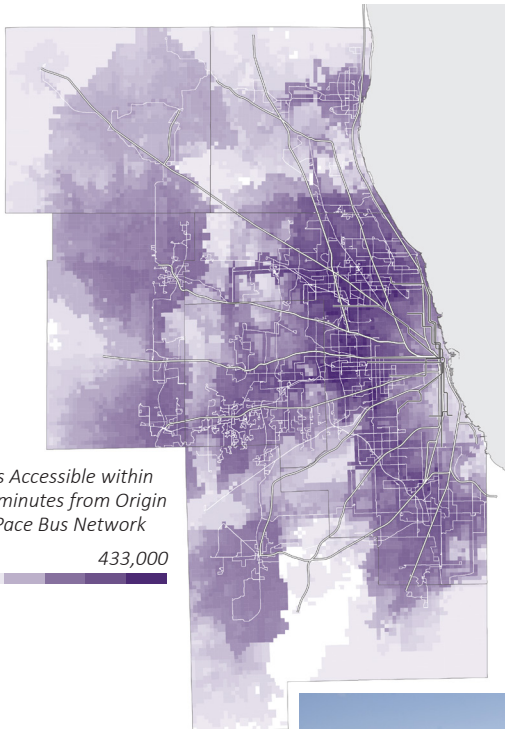 s Accessible within
minutes from Origin
Pace Bus Network
433,000